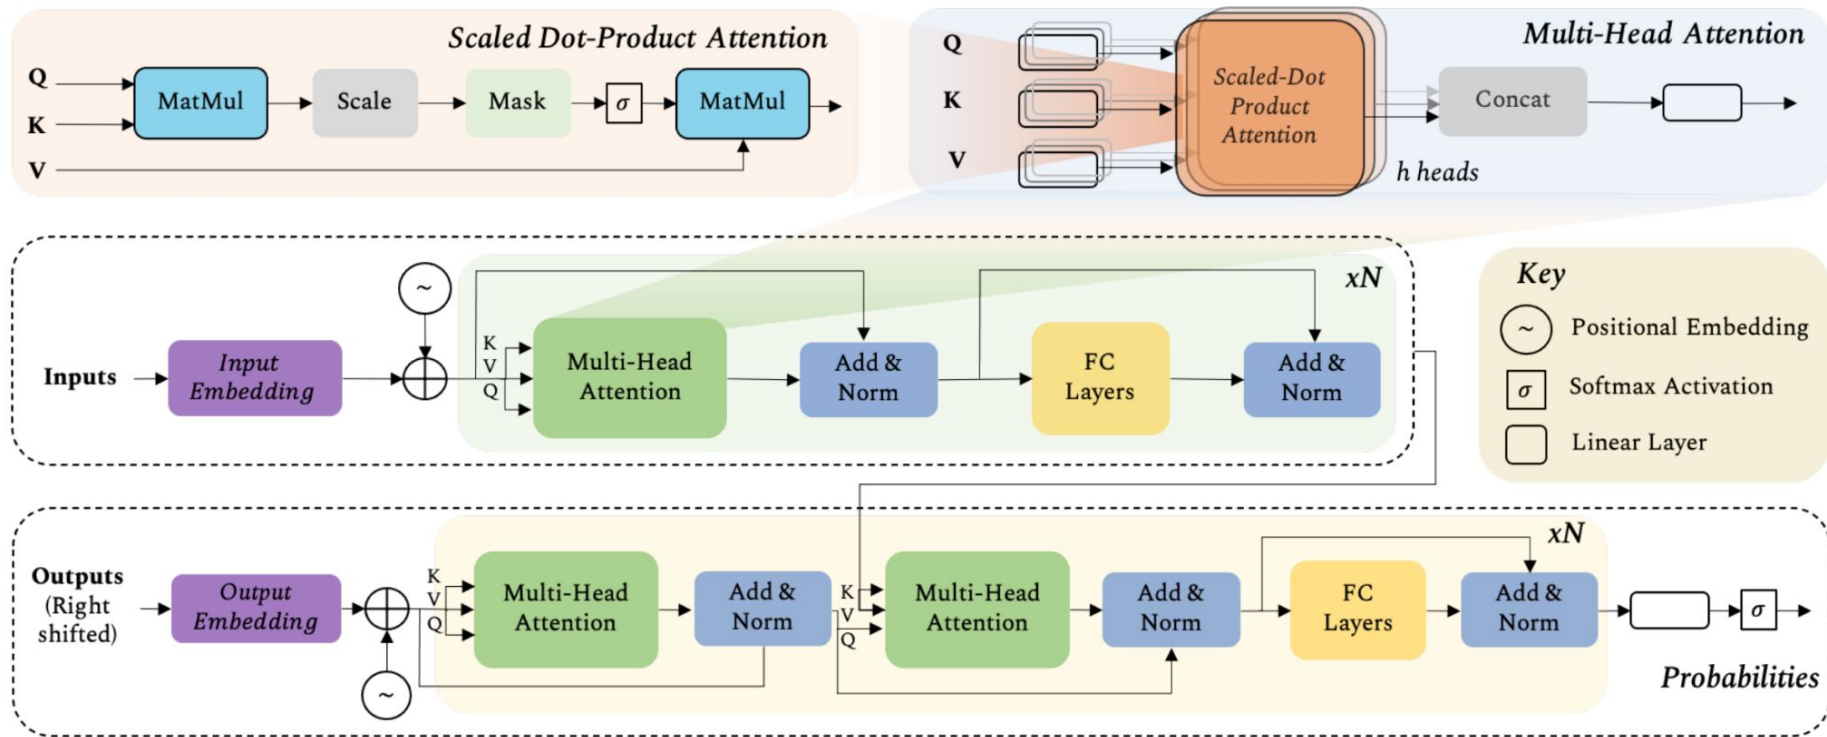 Scaled Dot-Product Attention
Q
K
V
MatMul
Scale
Mask
σ
MatMul
Multi-Head Attention
Q
K
V
Scaled-Dot
Product
Attention
h heads
Concat
xN
~
Inputs
Input
Embedding
K
V
Q
Multi-Head
Attention
Add &
Norm
FC
Layers
Add &
Norm
Key
~
Positional Embedding
σ
Softmax Activation
Linear Layer
xN
Outputs
(Right
shifted)
Output
Embedding
~
K
V
Q
Multi-Head
Attention
Add &
Norm
K
V
Q
Multi-Head
Attention
Add &
Norm
FC
Layers
Add &
Norm
σ
Probabilities